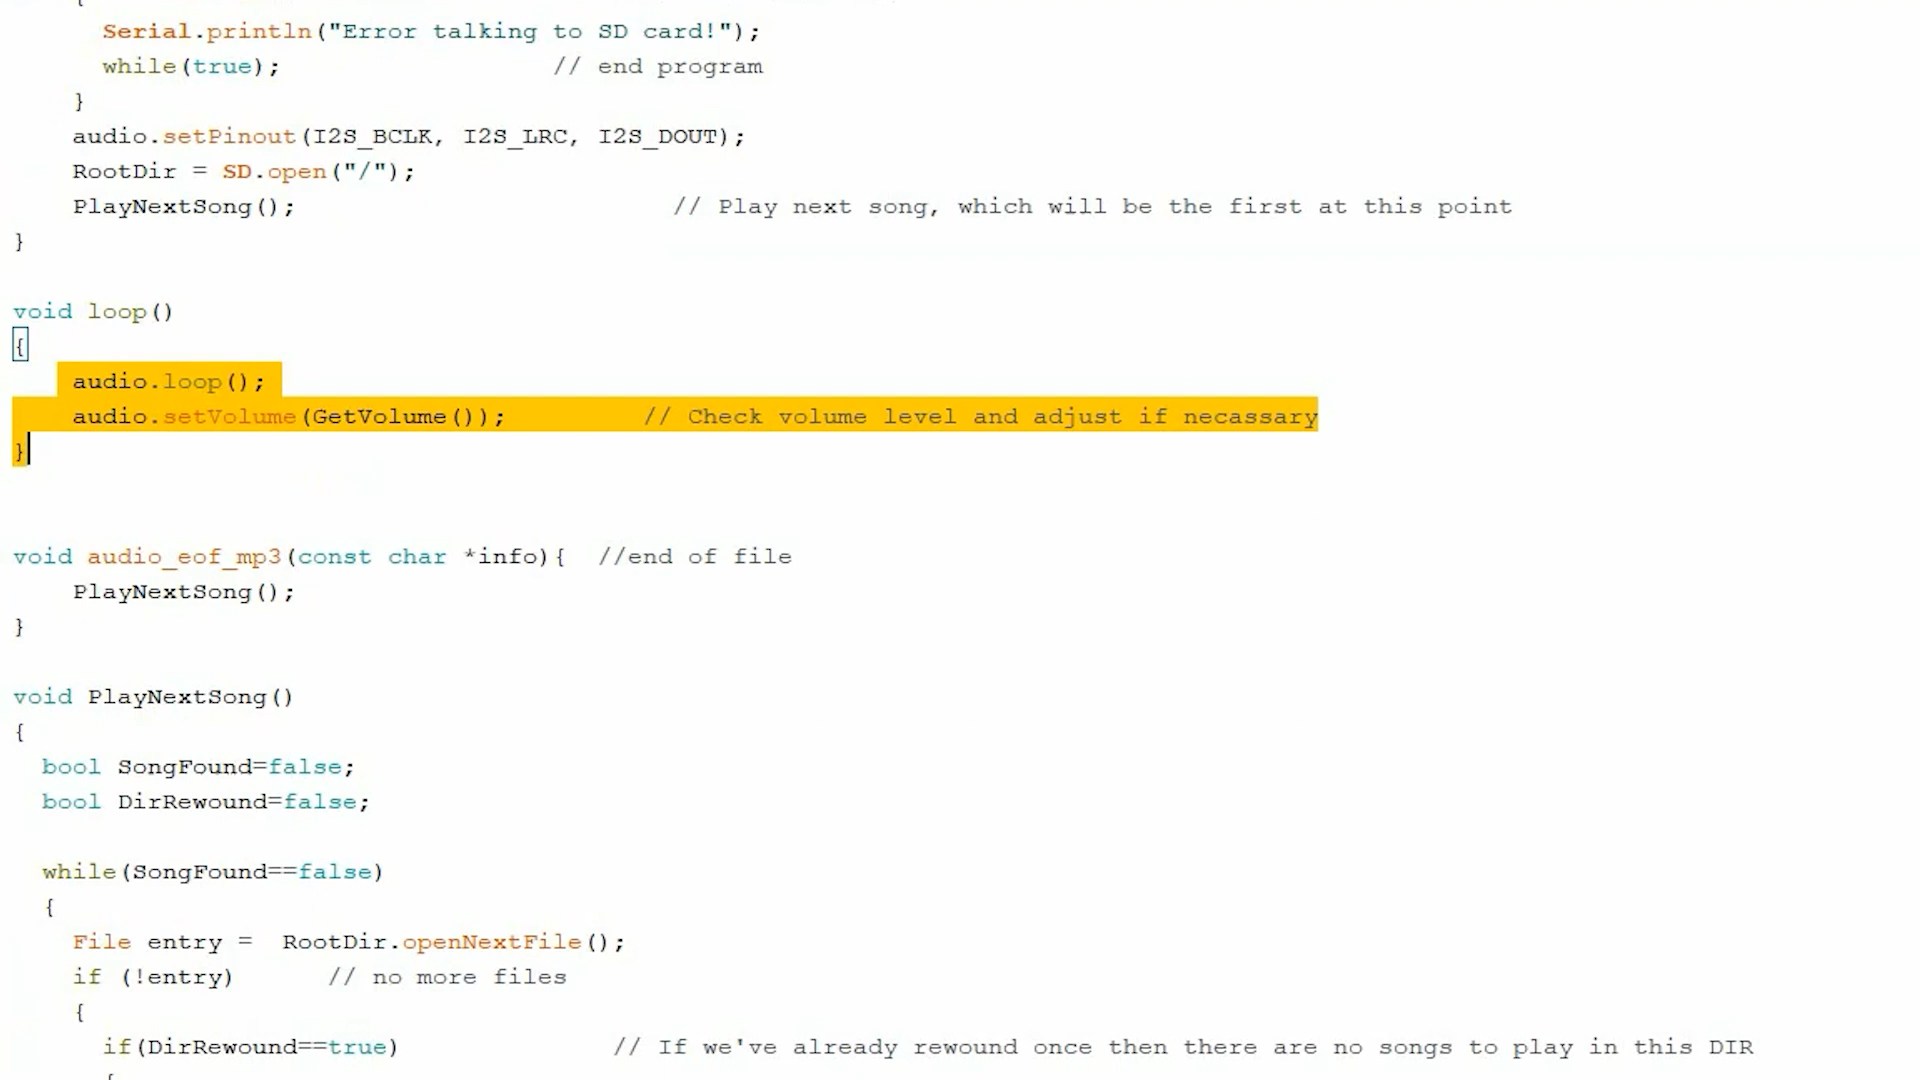 {
Serial.println("Error talking to SD card!");
while(true); // end program
}
audio.setPinout(I2S_BCLK, I2S_LRC, I2S_DOUT);
RootDir = SD.open("/");
PlayNextSong(); // Play next song, which will be the first at this point
}
void loop()
{
audio.loop();
audio.setVolume(GetVolume()); // Check volume level and adjust if necassary
}
void audio_eof_mp3(const char *info){ //end of file
PlayNextSong();
}
void PlayNextSong()
{
bool SongFound=false;
bool DirRewound=false;
while(SongFound==false)
{
File entry = RootDir.openNextFile();
if (!entry) // no more files
{
if(DirRewound==true) // If we've already rewound once then there are no songs to play in this DIR
{